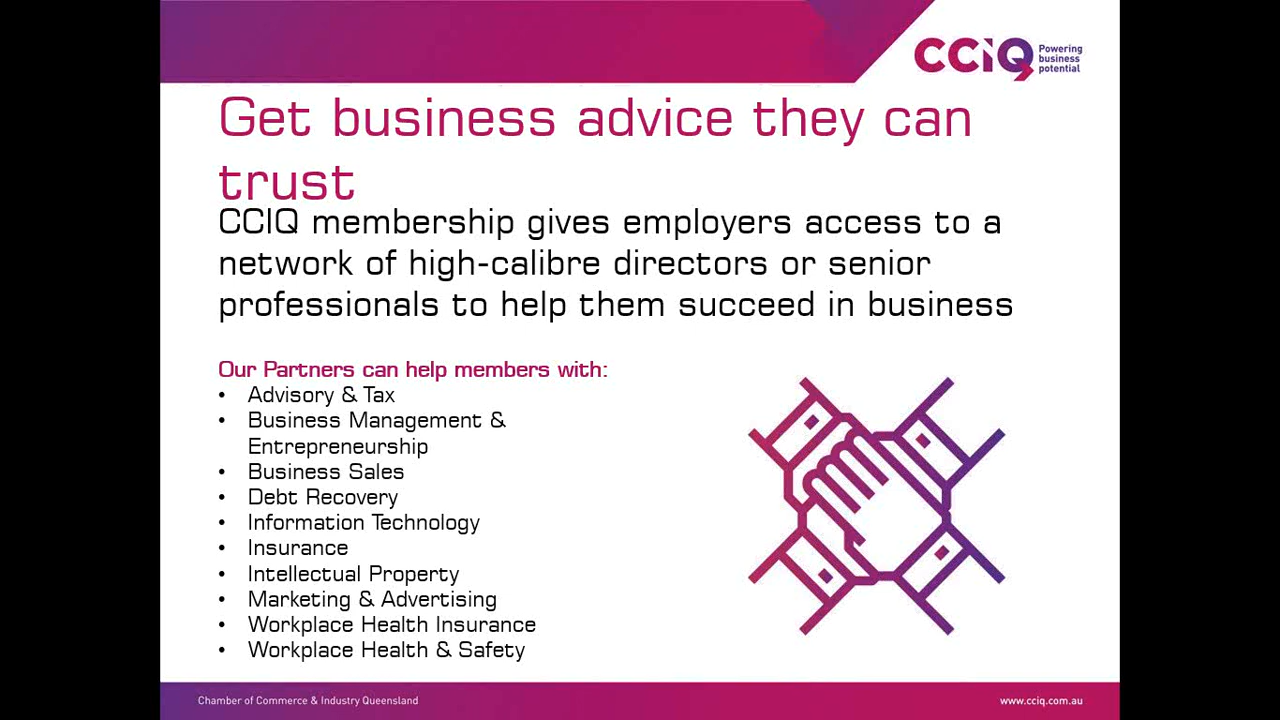 CCIQ
Powering
business
potential
Get business advice they can
trust
CCIQ membership gives employers access to a
network of high-calibre directors or senior
professionals to help them succeed in business
Our Partners can help members with:
• Advisory & Tax
• Business Management &
Entrepreneurship
• Business Sales
• Debt Recovery
• Information Technology
• Insurance
• Intellectual Property
• Marketing & Advertising
• Workplace Health Insurance
• Workplace Health & Safety
Chamber of Commerce & Industry Queensland
www.cciq.com.au